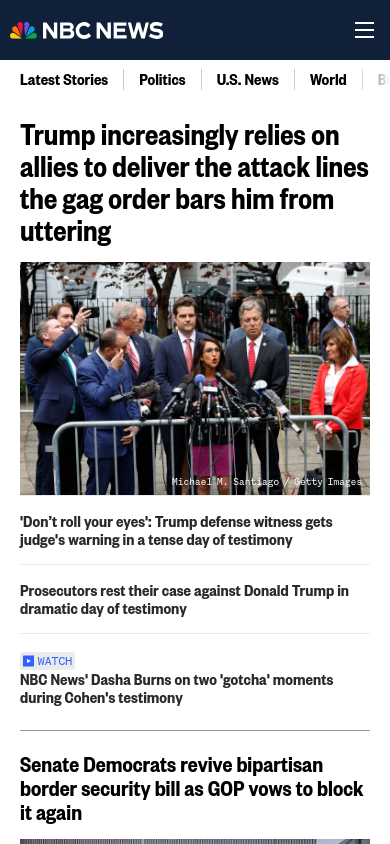 NBC NEWS
Latest Stories
Politics
U.S. News
World
Trump increasingly relies on
allies to deliver the attack lines
the gag order bars him from
uttering
Michael M. Santiago / Getty Images
'Don’t roll your eyes': Trump defense witness gets
judge's warning in a tense day of testimony
Prosecutors rest their case against Donald Trump in
dramatic day of testimony
WATCH
NBC News' Dasha Burns on two 'gotcha' moments
during Cohen's testimony
Senate Democrats revive bipartisan
border security bill as GOP vows to block
it again